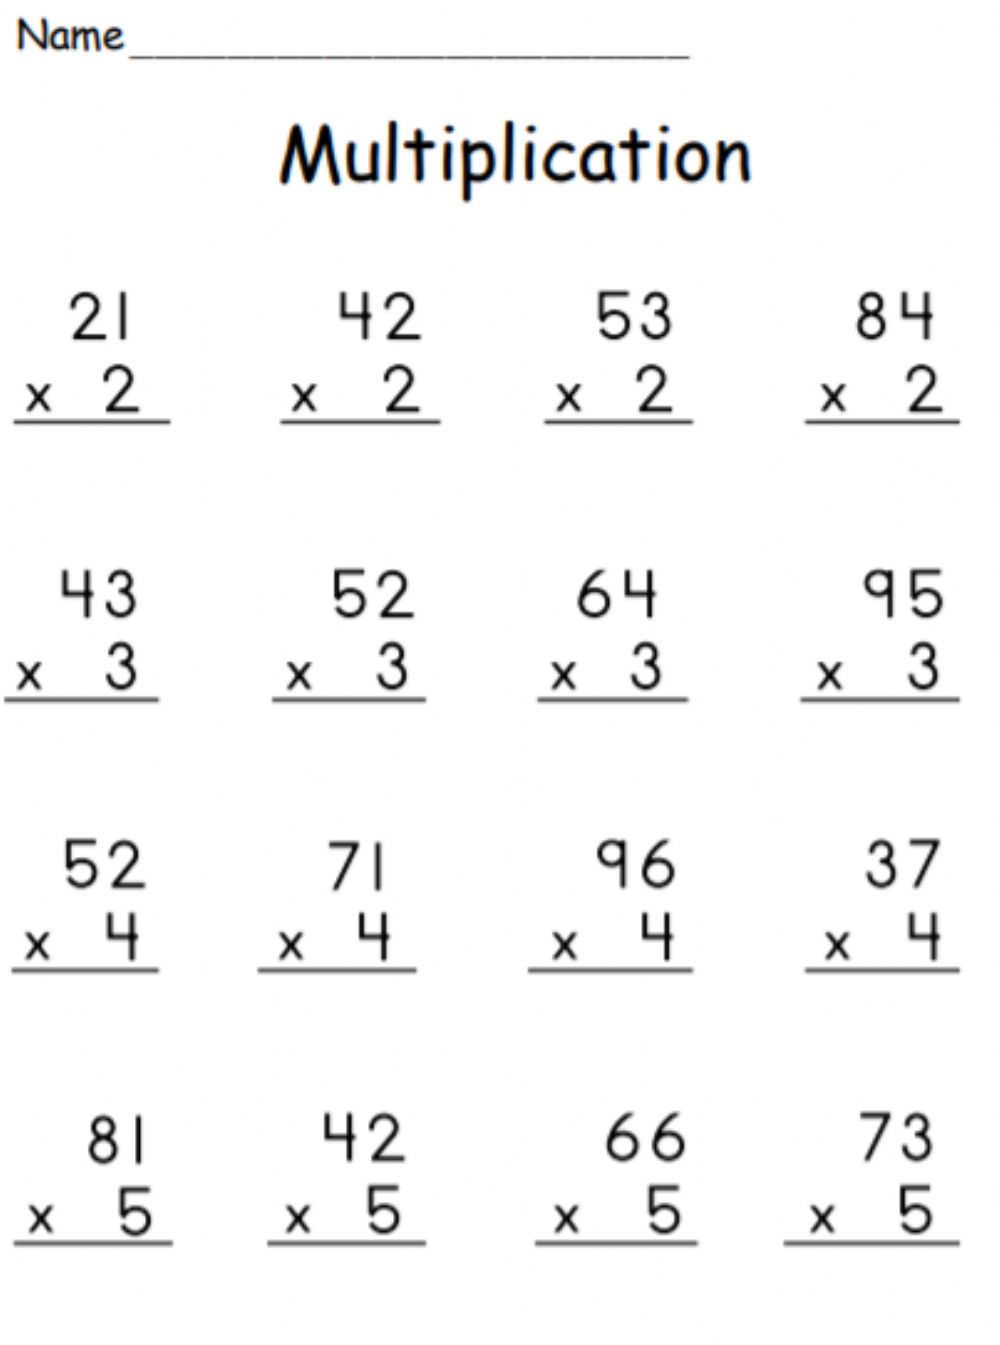 Name_______________________
Multiplication
21 42 53 84
x 2 x 2 x 2 x 2
43 52 64 95
x 3 x 3 x 3 x 3
52 71 96 37
x 4 x 4 x 4 x 4
81 42 66 73
x 5 x 5 x 5 x 5